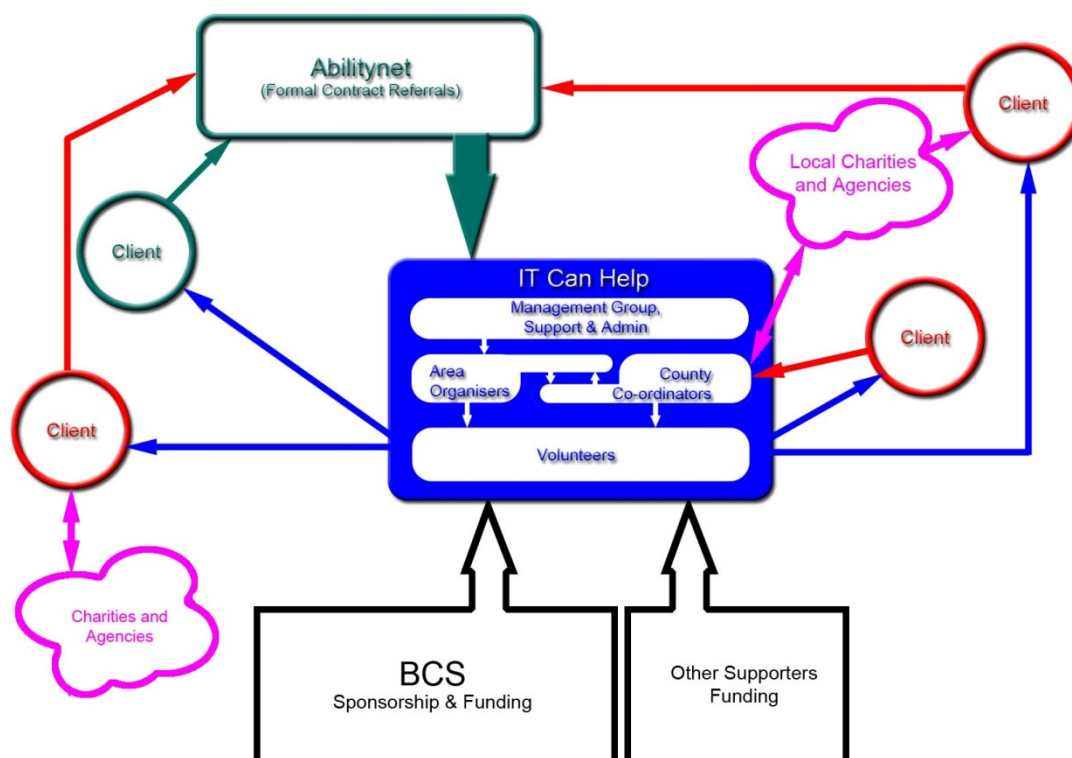 Abilitynet
(Formal Contract Referrals)
Client
Local Charities
and Agencies
Client
IT Can Help
Management Group,
Support & Admin
Client
Area
Organisers
County
Co-ordinators
Client
Volunteers
Charities and
Agencies
BCS
Sponsorship & Funding
Other Supporters
Funding